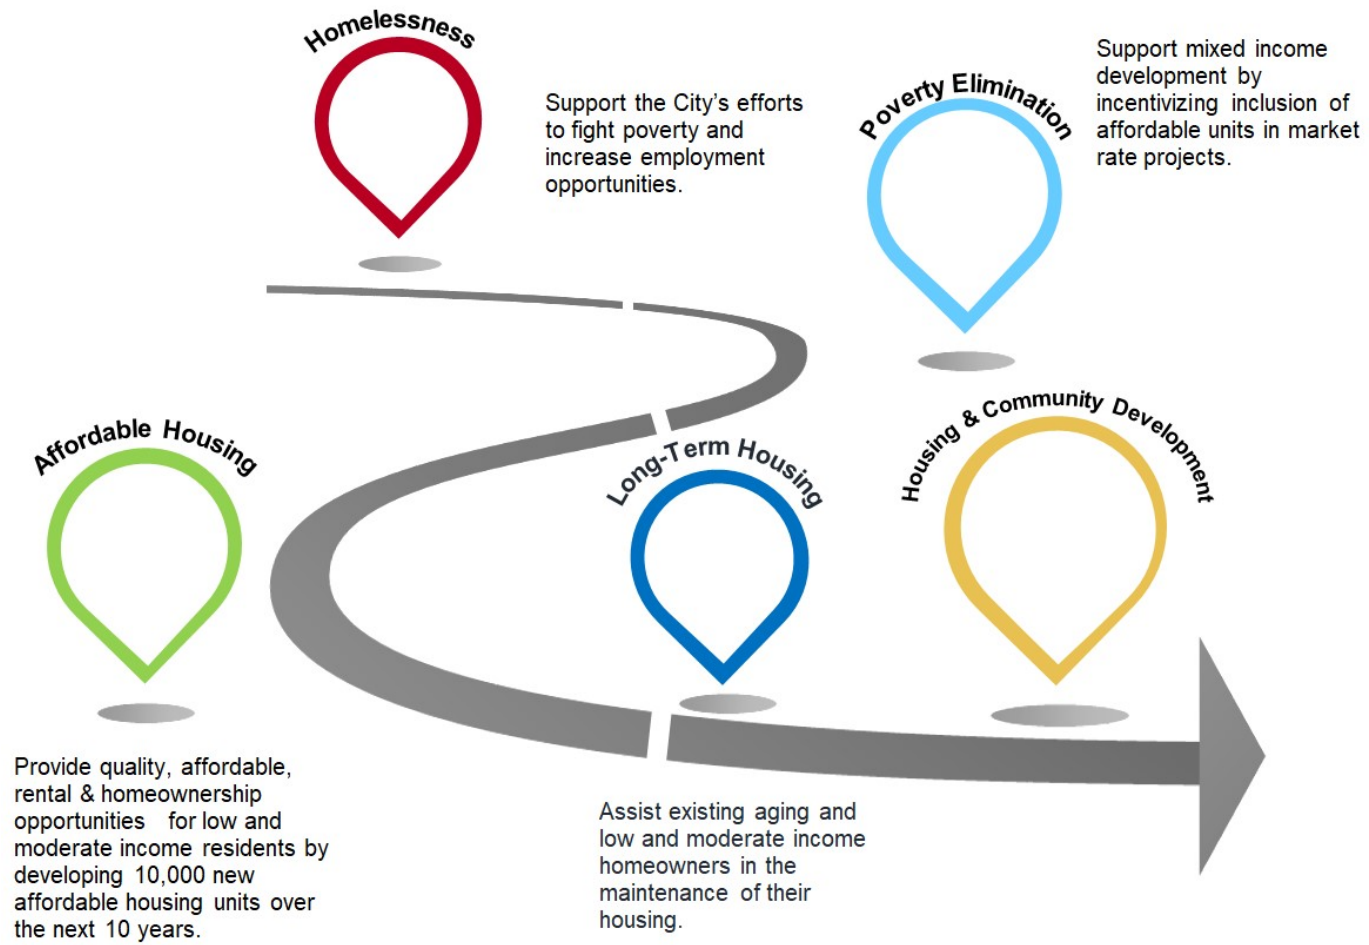 Homelessness
Support the City’s efforts
to fight poverty and
increase employment
opportunities.
Poverty Elimination
Support mixed income
development by
incentivizing inclusion of
affordable units in market
rate projects.
Affordable Housing
Provide quality, affordable,
rental & homeownership
opportunities for low and
moderate income residents by
developing 10,000 new
affordable housing units over
the next 10 years.
Long-Term Housing
Assist existing aging and
low and moderate income
homeowners in the
maintenance of their
housing.
Housing & Community Development